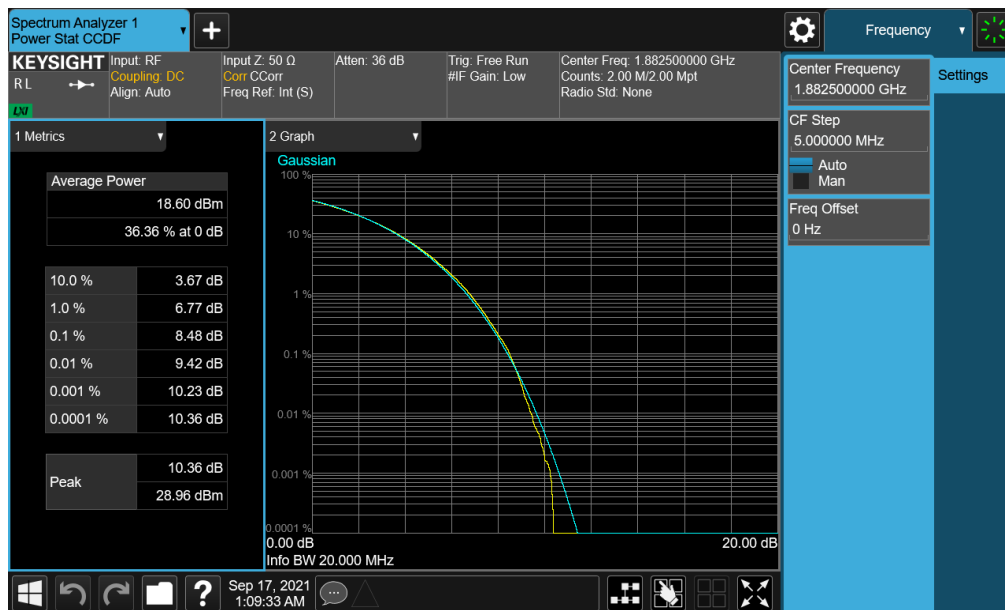 Spectrum Analyzer 1
Power Stat CCDF
+
Frequency
KEYSIGHT
RL
LXI
Input: RF
Coupling: DC
Align: Auto
Input Z: 50 Ω
Corr CCorr
Freq Ref: Int (S)
Atten: 36 dB
Trig: Free Run
#IF Gain: Low
Center Freq: 1.882500000 GHz
Counts: 2.00 M/2.00 Mpt
Radio Std: None
Center Frequency
1.882500000 GHz
Settings
CF Step
5.000000 MHz
Auto
Man
Freq Offset
0 Hz
1 Metrics
Average Power
18.60 dBm
36.36 % at 0 dB
10.0 % 3.67 dB
1.0 % 6.77 dB
0.1 % 8.48 dB
0.01 % 9.42 dB
0.001 % 10.23 dB
0.0001 % 10.36 dB
Peak
10.36 dB
28.96 dBm
2 Graph
Gaussian
100 %
10 %
1 %
0.1 %
0.01 %
0.001 %
0.0001 %
0.00 dB 20.00 dB
Info BW 20.000 MHz
?
Sep 17, 2021
1:09:33 AM